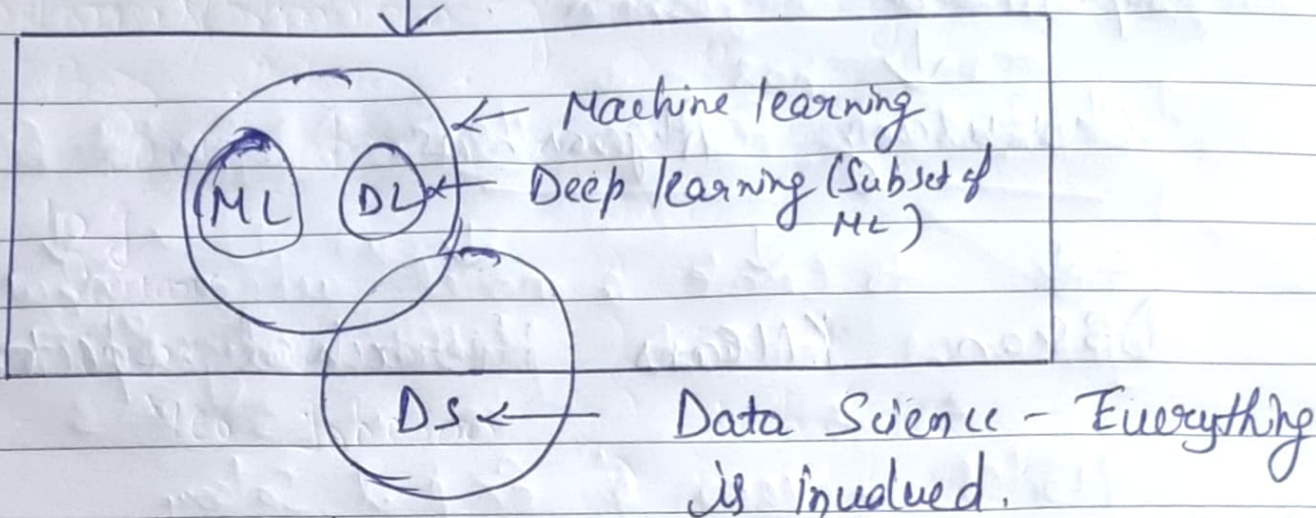 Machine learning
ML DL Deep learning (Subset of
ML)
DS Data Science - Everything
is involved.